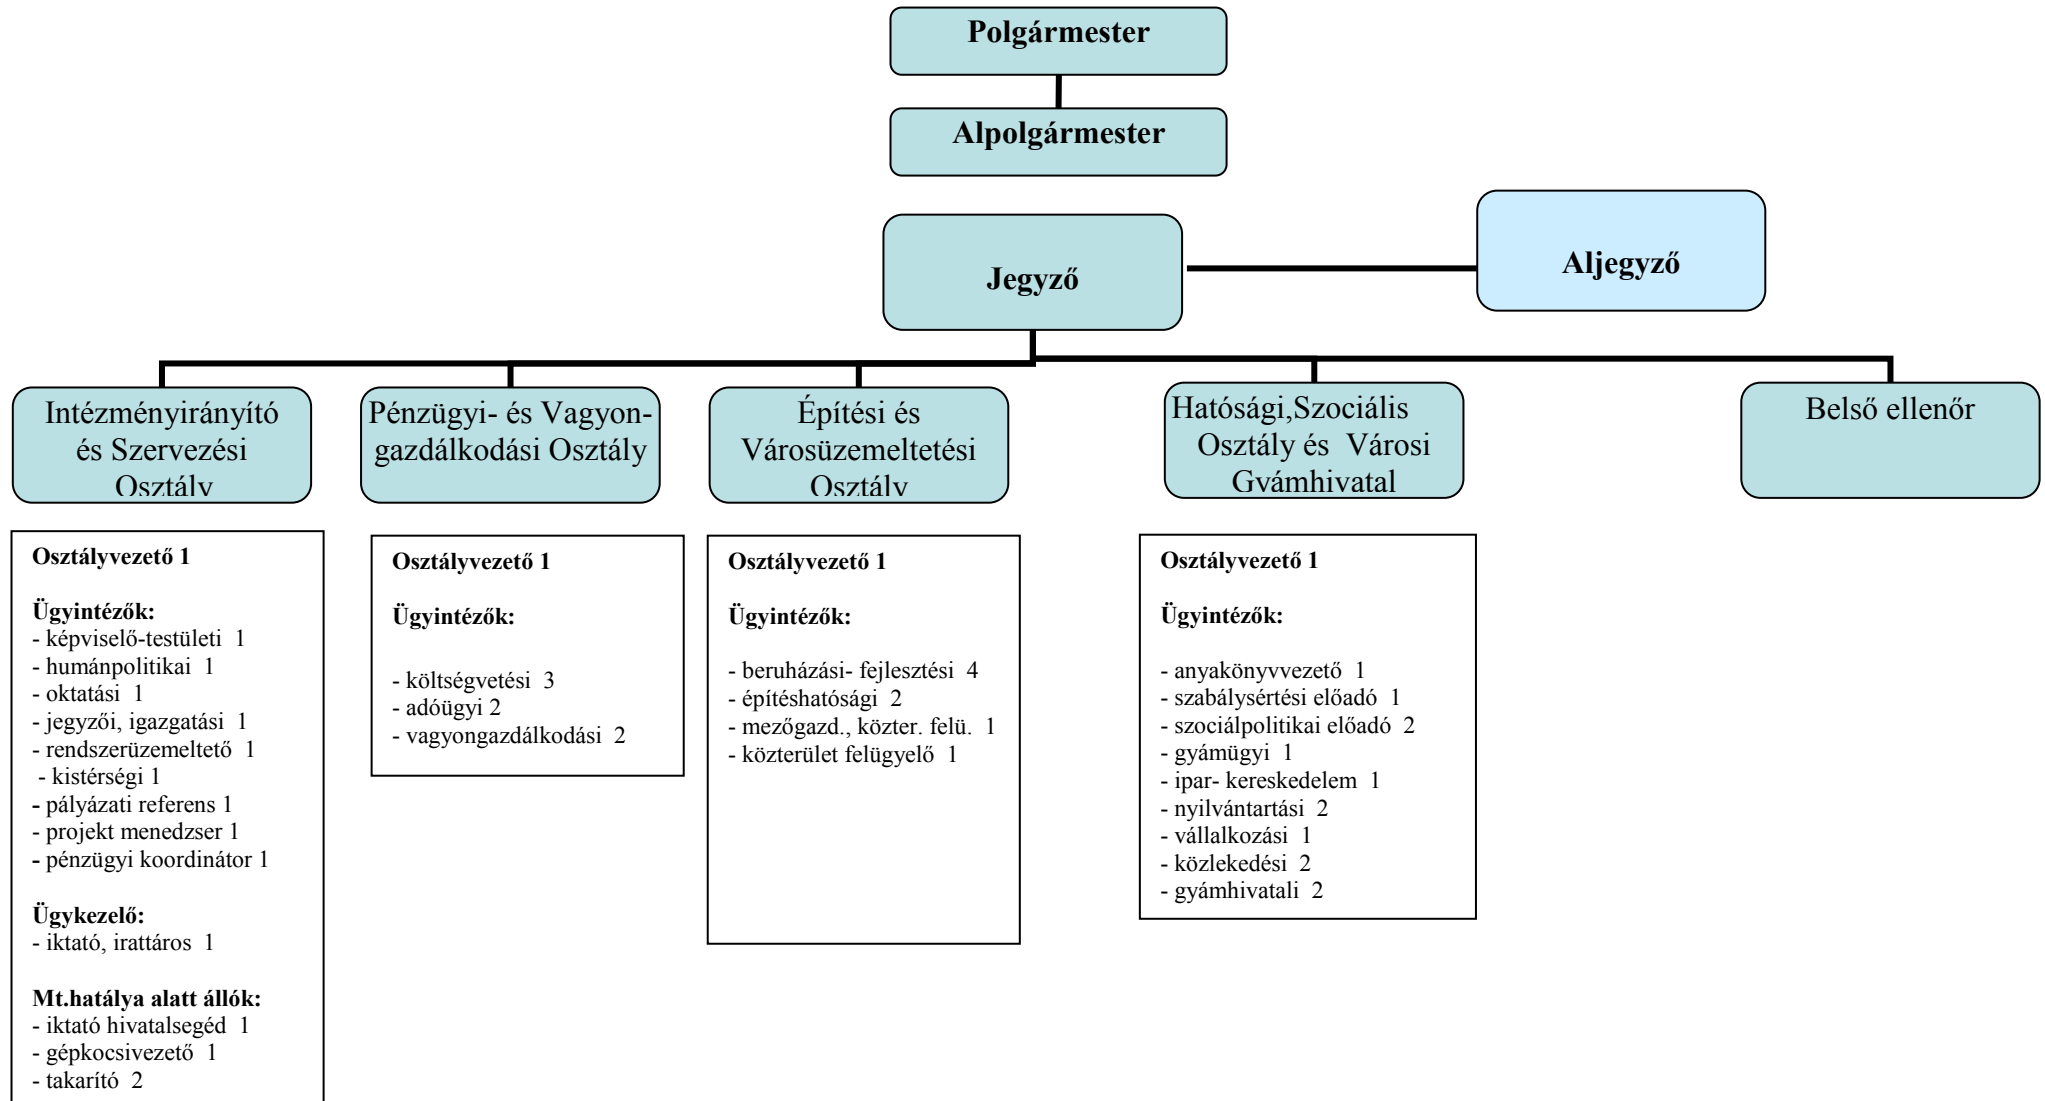 Polgármester
Alpolgármester
Jegyző
Aljegyző
Intézményirányító
és Szervezési
Osztály
Pénzügyi- és Vagyon-
gazdálkodási Osztály
Építési és
Városüzemeltetési
Osztály
Hatósági,Szociális
Osztály és Városi
Gyámhivatal
Belső ellenőr
Osztályvezető 1
Ügyintézők:
- képviselő-testületi 1
- humánpolitikai 1
- oktatási 1
- jegyzői, igazgatási 1
- rendszerüzemeltető 1
- kistérségi 1
- pályázati referens 1
- projekt menedzser 1
- pénzügyi koordinátor 1
Ügykezelő:
- iktató, irattáros 1
Mt.hatálya alatt állók:
- iktató hivatalsegéd 1
- gépkocsivezető 1
- takarító 2
Osztályvezető 1
Ügyintézők:
- költségvetési 3
- adóügyi 2
- vagyongazdálkodási 2
Osztályvezető 1
Ügyintézők:
- beruházási- fejlesztési 4
- építéshatósági 2
- mezőgazd., közter. felü. 1
- közterület felügyelő 1
Osztályvezető 1
Ügyintézők:
- anyakönyvvezető 1
- szabálysértési előadó 1
- szociálpolitikai előadó 2
- gyámügyi 1
- ipar- kereskedelem 1
- nyilvántartási 2
- vállalkozási 1
- közlekedési 2
- gyámhivatali 2